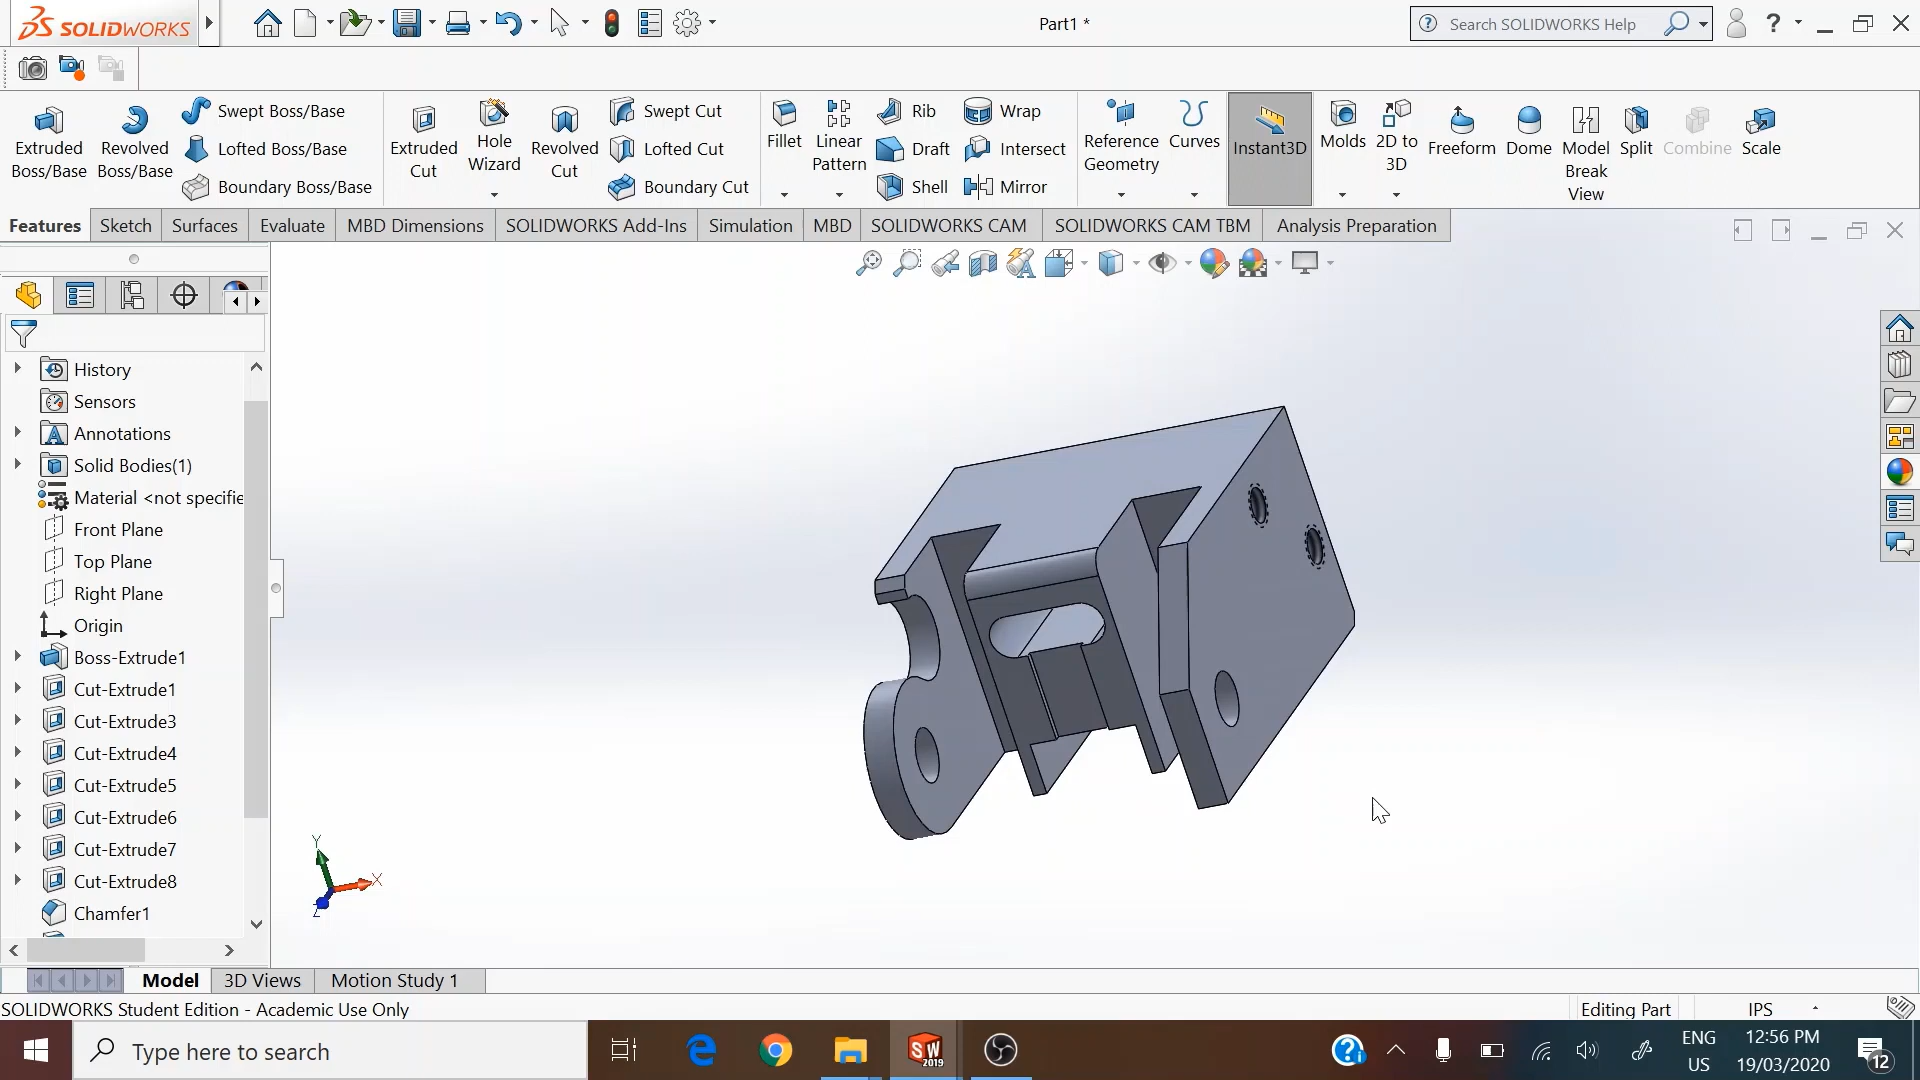 SOLIDWORKS
Part1 *
Search SOLIDWORKS Help
Extruded Boss/Base
Revolved Boss/Base
Swept Boss/Base
Lofted Boss/Base
Boundary Boss/Base
Extruded Cut
Hole Wizard
Revolved Cut
Swept Cut
Lofted Cut
Boundary Cut
Fillet
Linear Pattern
Rib
Draft
Shell
Wrap
Intersect
Mirror
Reference Geometry
Curves
Instant3D
Molds
2D to 3D
Freeform
Dome
Model Break View
Split
Combine
Scale
Features
Sketch
Surfaces
Evaluate
MBD Dimensions
SOLIDWORKS Add-Ins
Simulation
MBD
SOLIDWORKS CAM
SOLIDWORKS CAM TBM
Analysis Preparation
History
Sensors
Annotations
Solid Bodies(1)
Material <not specifie
Front Plane
Top Plane
Right Plane
Origin
Boss-Extrude1
Cut-Extrude1
Cut-Extrude3
Cut-Extrude4
Cut-Extrude5
Cut-Extrude6
Cut-Extrude7
Cut-Extrude8
Chamfer1
Y
X
Z
Model
3D Views
Motion Study 1
SOLIDWORKS Student Edition - Academic Use Only
Editing Part
IPS
Type here to search
SW
2019
ENG
US
12:56 PM
19/03/2020
12